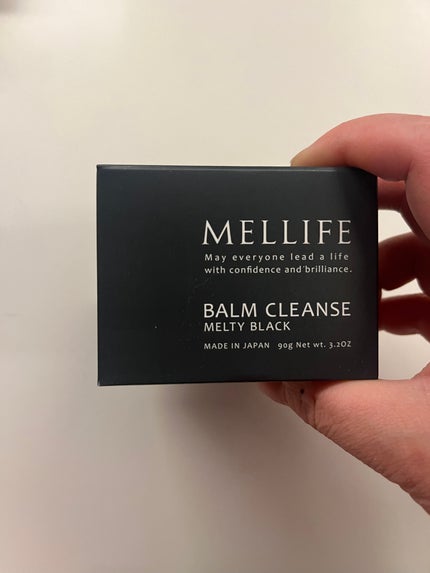 MELLIFE
May everyone lead a life
with confidence and brilliance.
BALM CLEANSE
MELTY BLACK
MADE IN JAPAN 90g Net wt. 3.2OZ